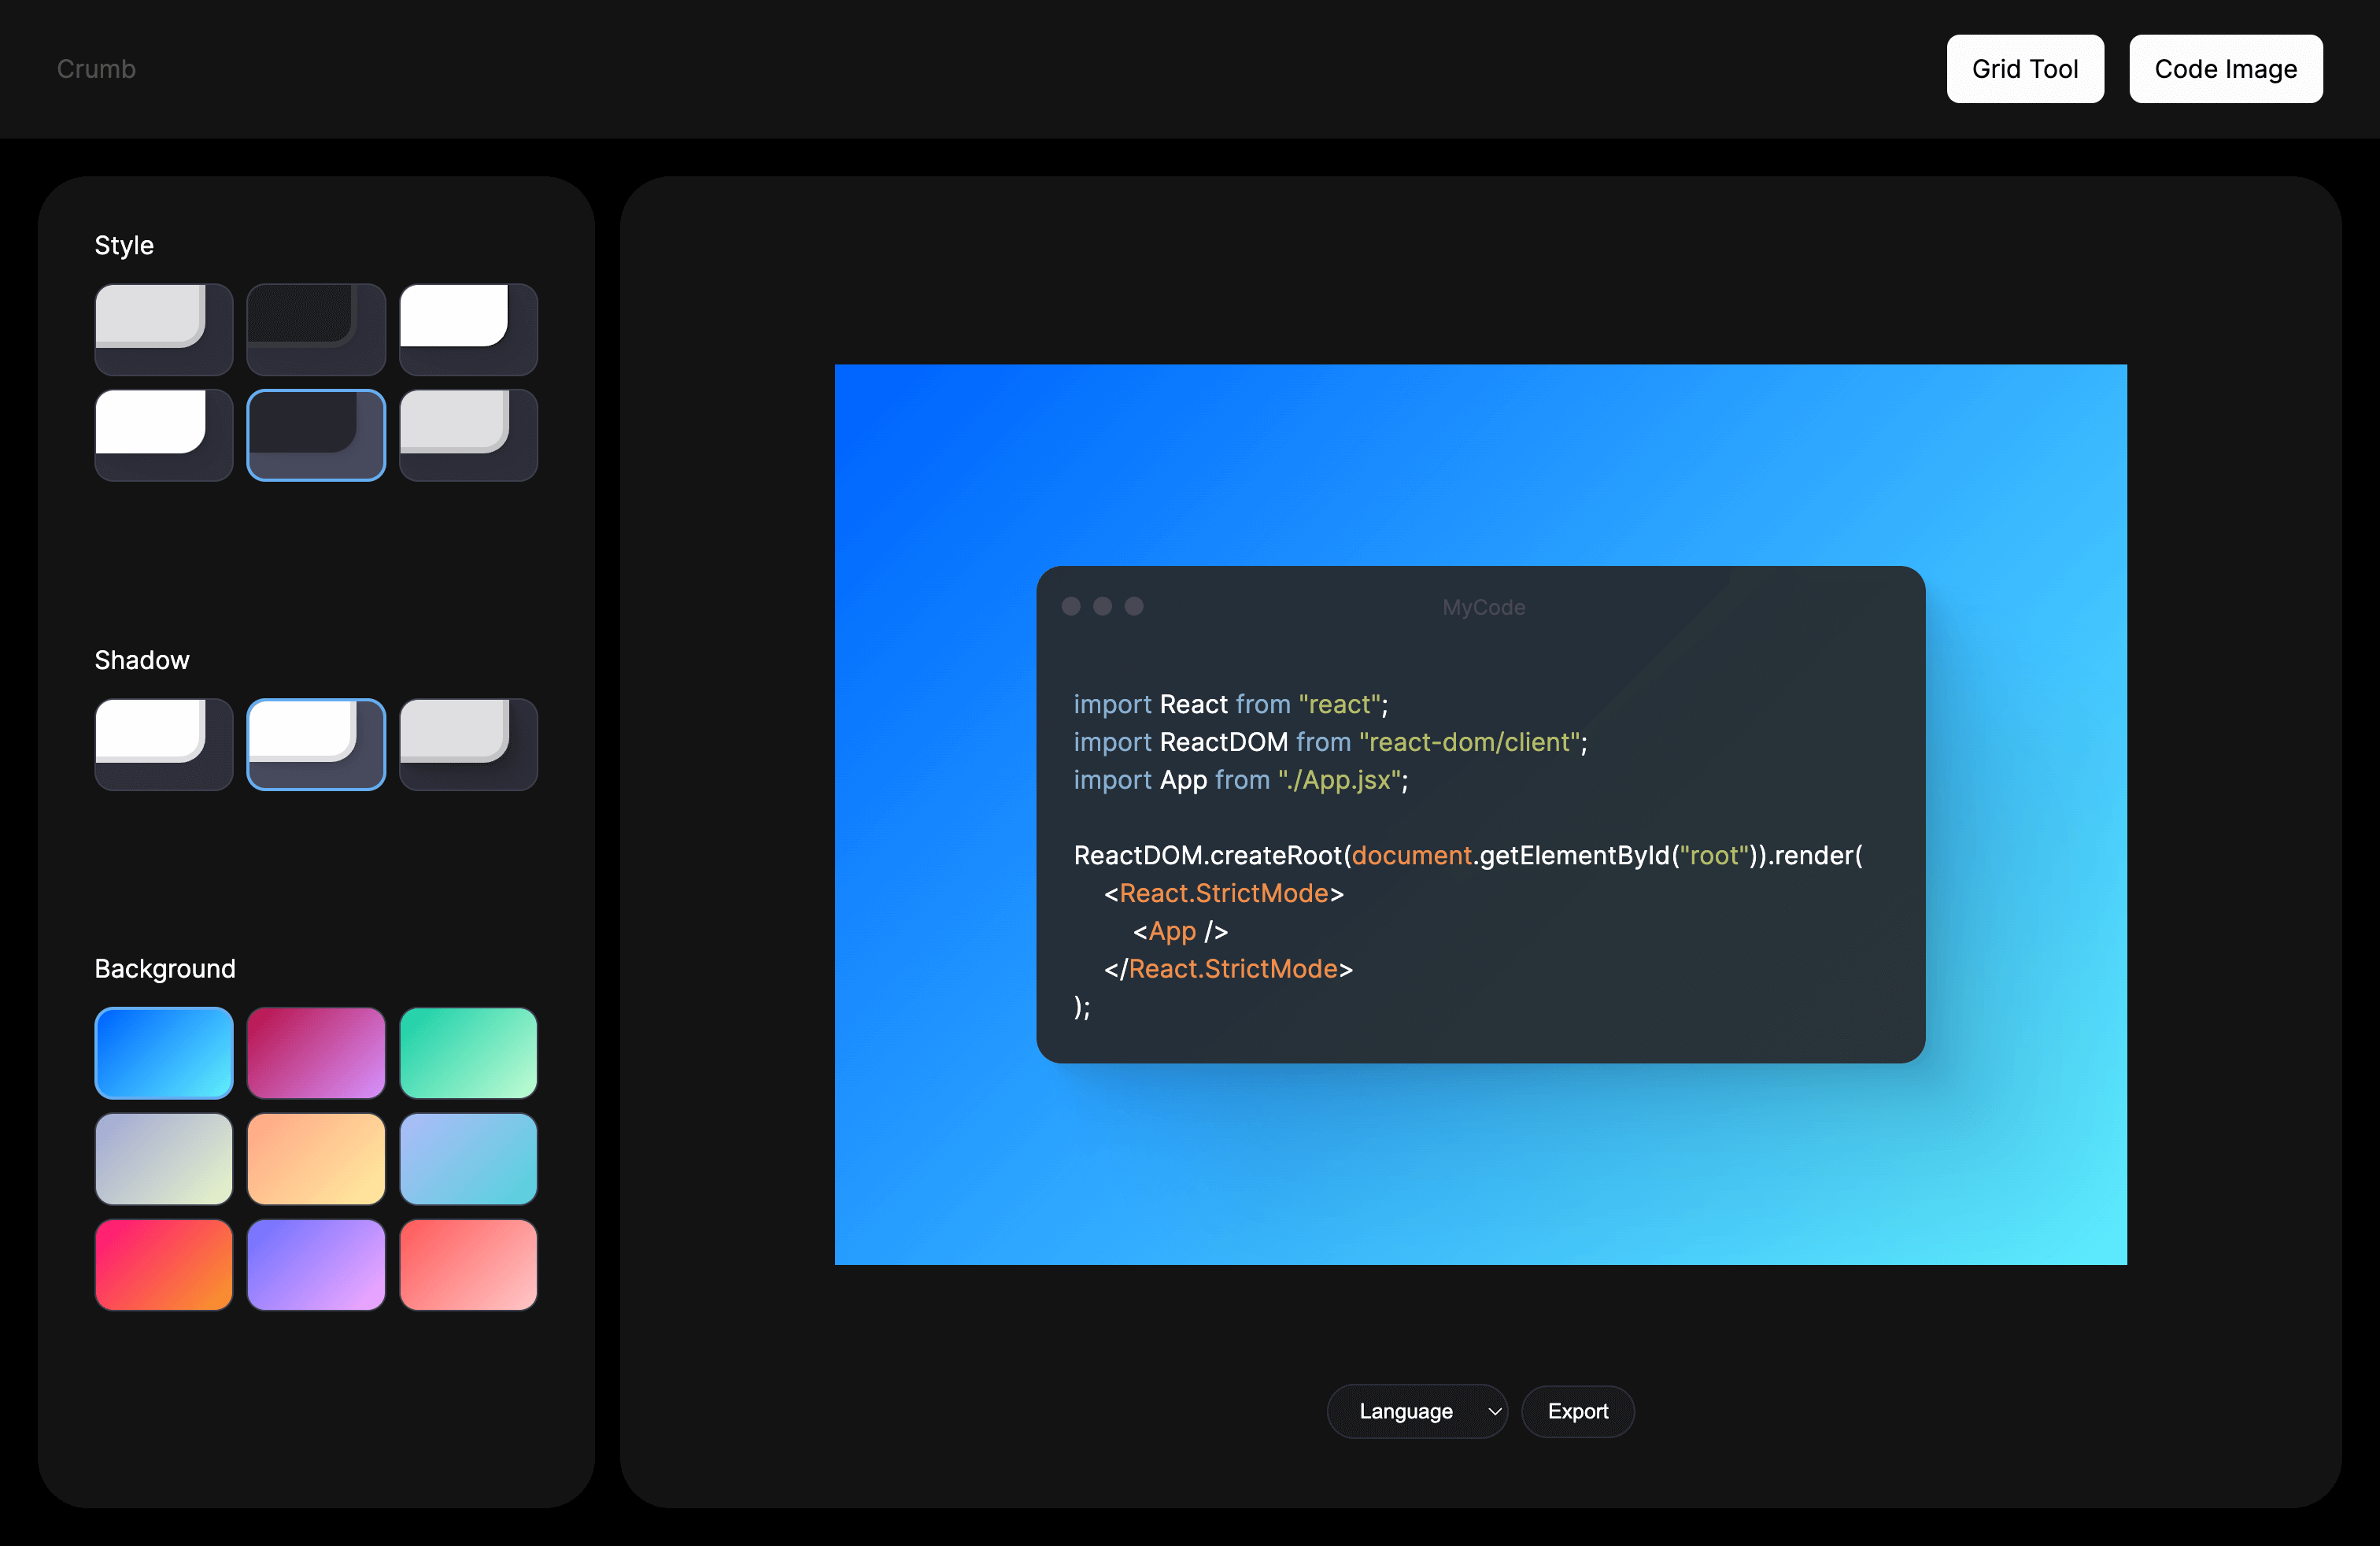 Crumb
Grid Tool
Code Image
Style
Shadow
Background
MyCode
import React from "react";
import ReactDOM from "react-dom/client";
import App from "./App.jsx";
ReactDOM.createRoot(document.getElementById("root")).render(
    <React.StrictMode>
        <App />
    </React.StrictMode>
);
Language
Export